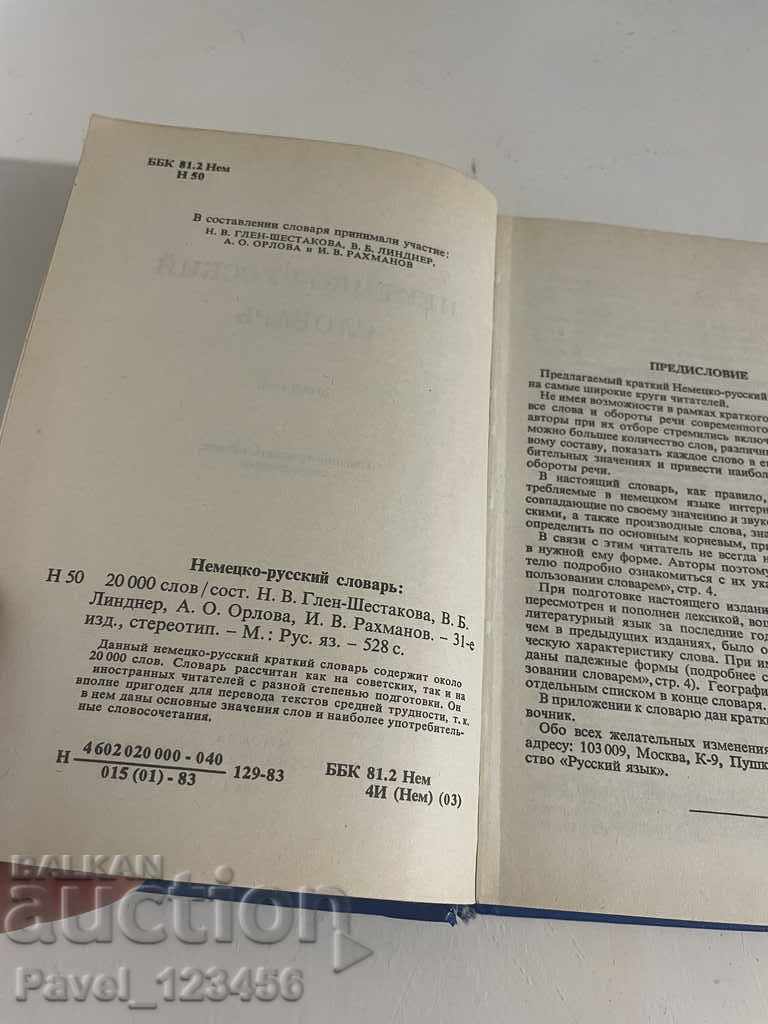 ББК 81.2 Нем
Н 50
В составлении словаря принимали участие:
Н. В. ГЛЕН-ШЕСТАКОВА, В. Б. ЛИНДНЕР,
А. О. ОРЛОВА и И. В. РАХМАНОВ
Немецко-русский словарь:
Н 50 20 000 слов/сост. Н. В. Глен-Шестакова, В. Б.
Линднер, А. О. Орлова, И. В. Рахманов. – 31-е
изд., стереотип. – М.: Рус. яз. – 528 с.
Данный немецко-русский краткий словарь содержит около
20 000 слов. Словарь рассчитан как на советских, так и на
иностранных читателей с разной степенью подготовки. Он
вполне пригоден для перевода текстов средней трудности, т. к.
в нем даны основные значения слов и наиболее употребитель-
ные словосочетания.
Н 4602020000 - 040
015 (01) - 83 129-83
ББК 81.2 Нем
4И (Нем) (03)
ПРЕДИСЛОВИЕ
Предлагаемый краткий Немецко-русский
на самые широкие круги читателей.
Не имея возможности в рамках краткого
все слова и обороты речи современного
авторы при их отборе стремились включ
можно большее количество слов, различн
вому составу, показать каждое слово в е
бительных значениях и привести наибол
обороты речи.
В настоящий словарь, как правило,
требляемые в немецком языке интерн
совпадающие по своему значению и звуко
скими, а также производные слова, зна
определить по основным корневым, пр
В связи с этим читатель не всегда н
в нужной ему форме. Авторы поэтому
телю подробно ознакомиться с их ука
пользовании словарем», стр. 4.
При подготовке настоящего издани
пересмотрен и пополнен лексикой, вош
литературный язык за последние год
чем в предыдущих изданиях, было о
ческую характеристику слова. При им
даны падежные формы (подробнее с
зовании словарем», стр. 4). Географи
отдельным списком в конце словаря.
В приложении к словарю дан кратки
вочник.
Обо всех желательных изменения
адресу: 103009, Москва, К-9, Пушк
ство «Русский язык».
BALKAN
auction
Pavel_123456